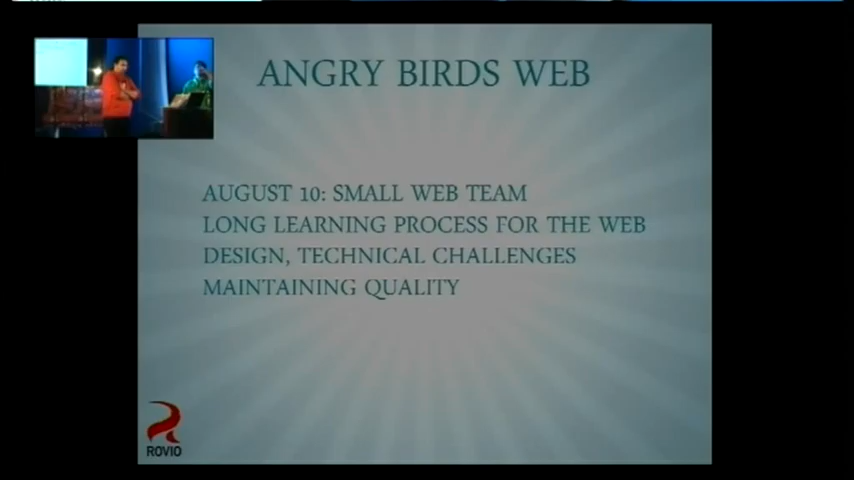 ANGRY BIRDS WEB
AUGUST 10: SMALL WEB TEAM
LONG LEARNING PROCESS FOR THE WEB
DESIGN, TECHNICAL CHALLENGES
MAINTAINING QUALITY
ROVIO